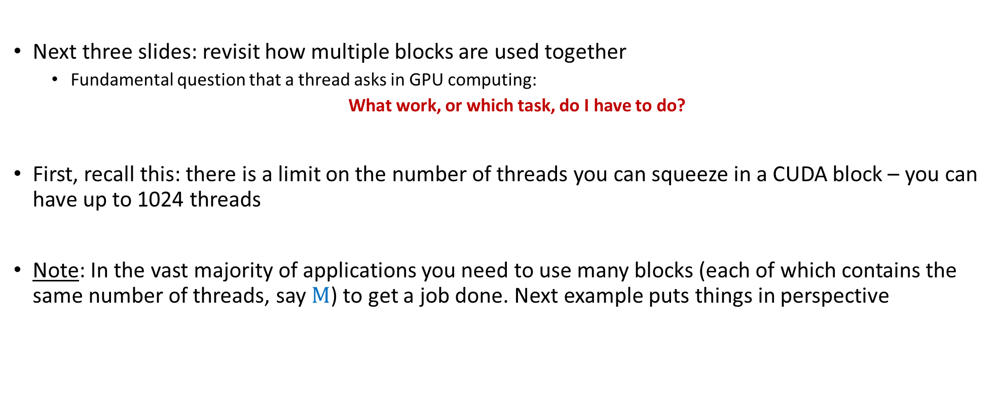 • Next three slides: revisit how multiple blocks are used together
• Fundamental question that a thread asks in GPU computing:
What work, or which task, do I have to do?
• First, recall this: there is a limit on the number of threads you can squeeze in a CUDA block – you can
have up to 1024 threads
• Note: In the vast majority of applications you need to use many blocks (each of which contains the
same number of threads, say M) to get a job done. Next example puts things in perspective